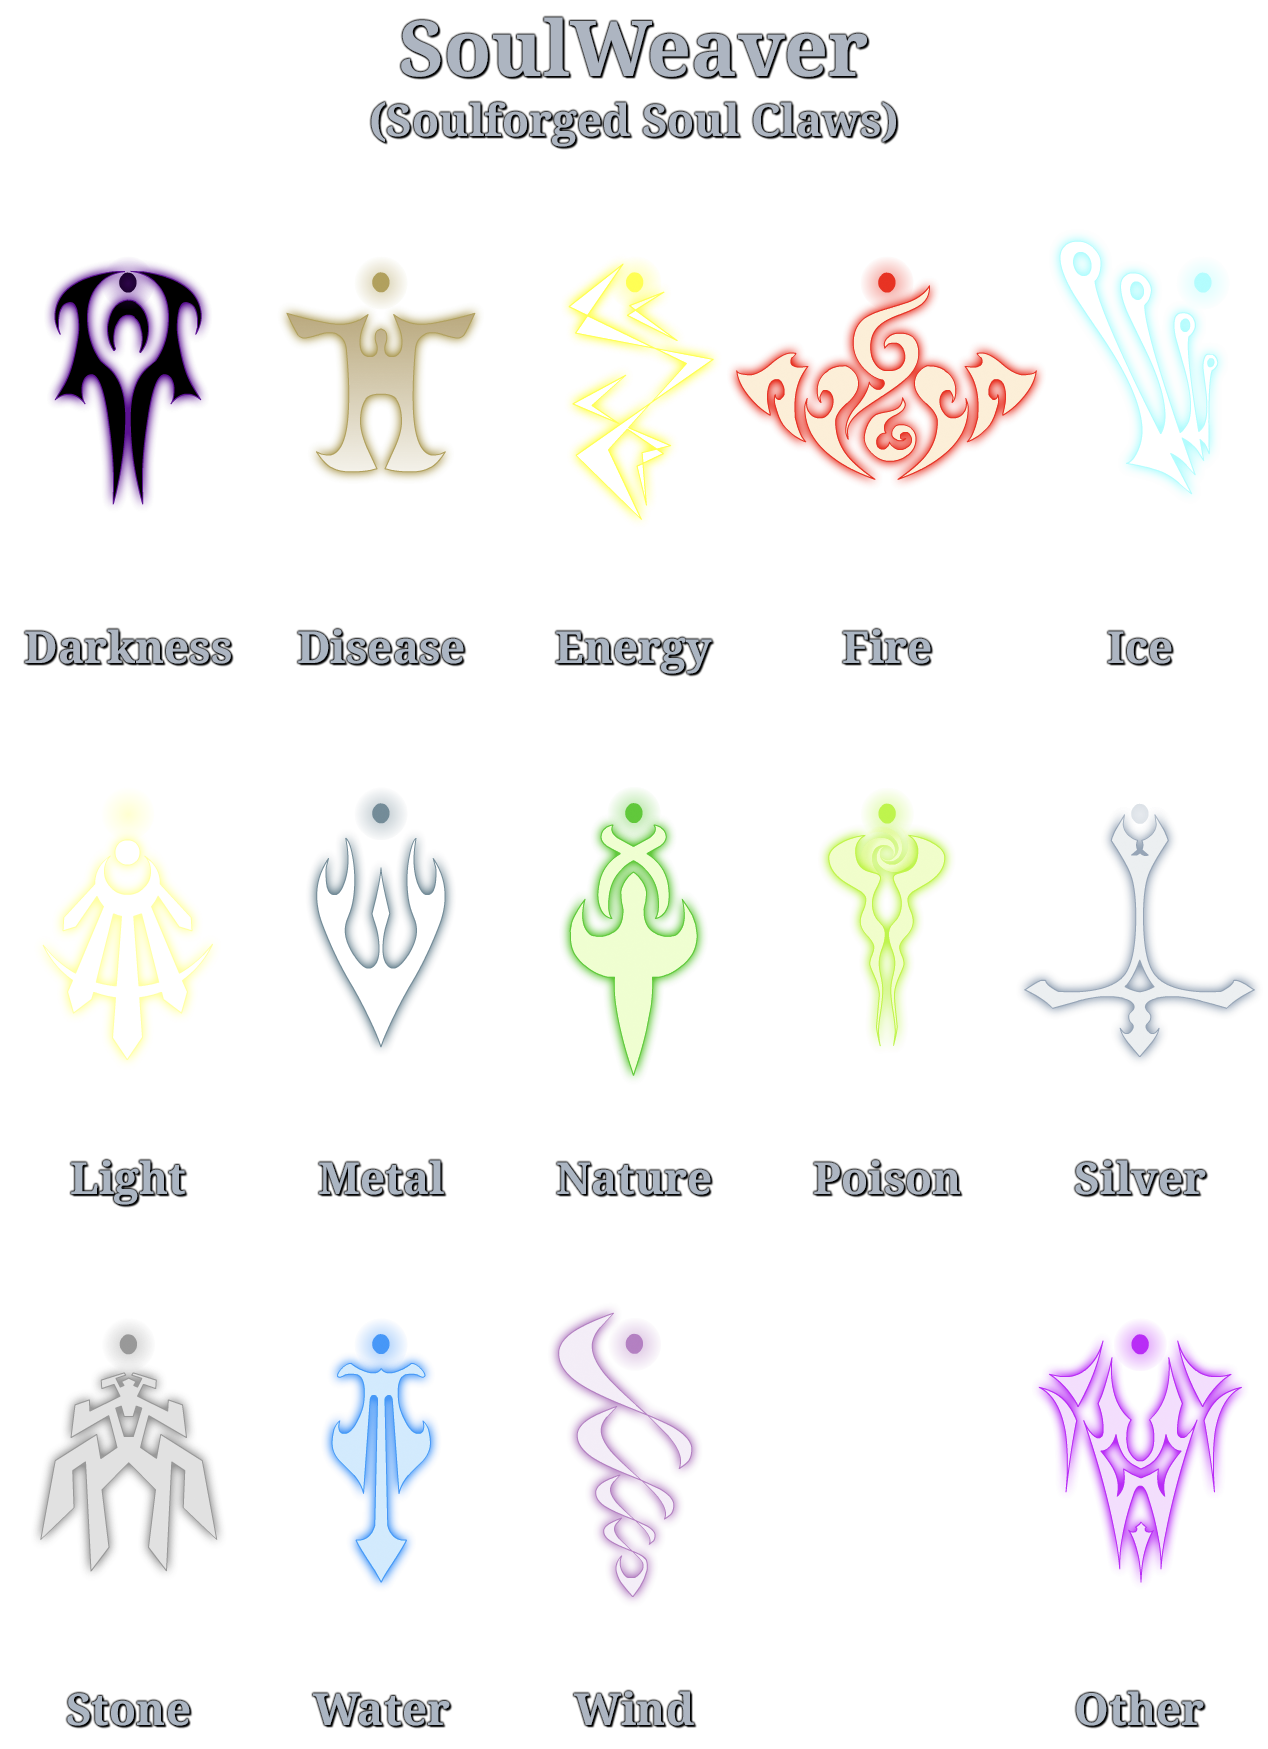 SoulWeaver
(Soulforged Soul Claws)
Darkness Disease Energy Fire Ice
Light Metal Nature Poison Silver
Stone Water Wind Other